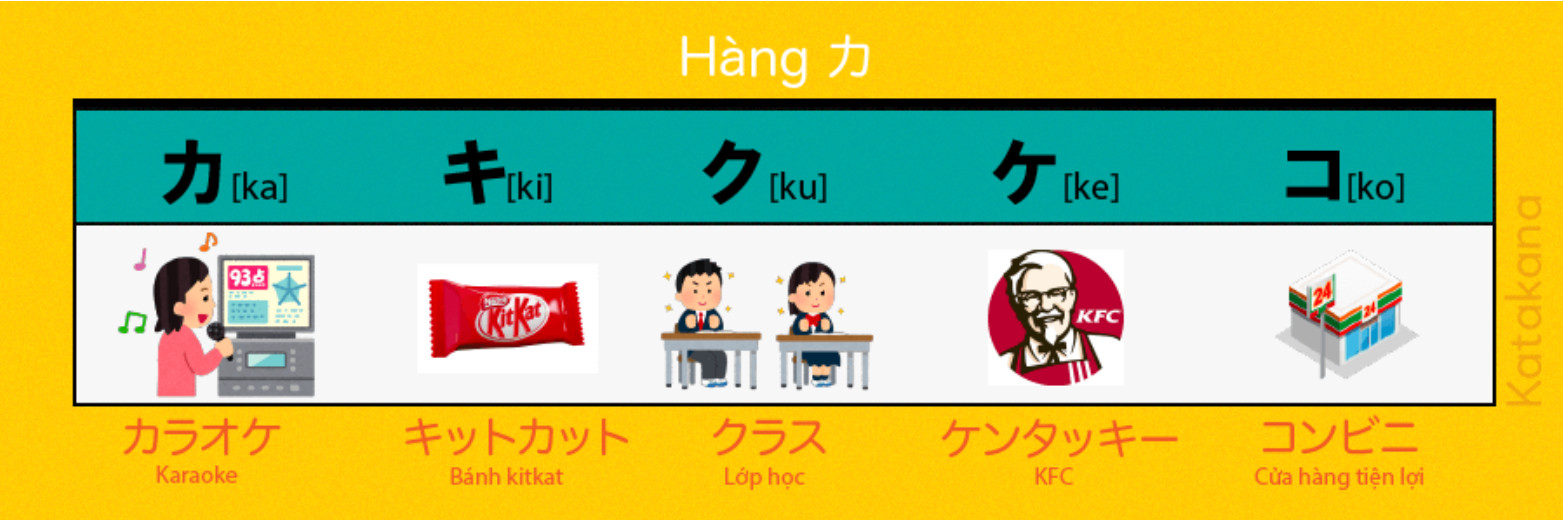 Hàng カ
カ[ka] キ[ki] ク[ku] ケ[ke] コ[ko]
93点
Nestlé
KitKat
KFC
24
24
カラオケ キットカット クラス ケンタッキー コンビニ
Karaoke Bánh kitkat Lớp học KFC Cửa hàng tiện lợi
Katakana